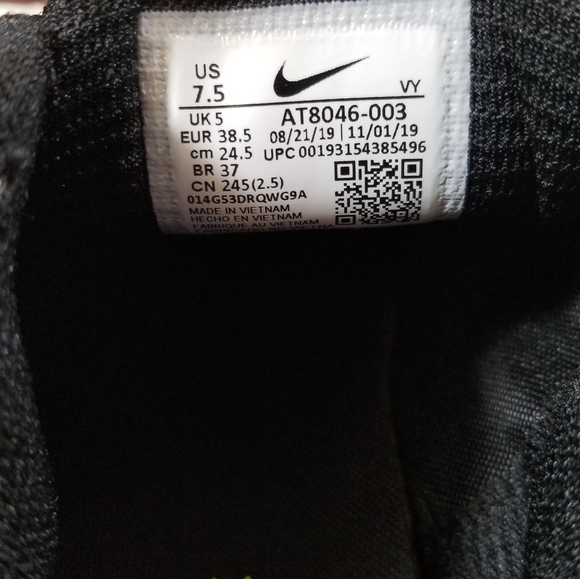 US
7.5
VY
UK 5
AT8046-003
EUR 38.5
08/21/19 | 11/01/19
cm 24.5
UPC 00193154385496
BR 37
CN 245(2.5)
014GS3DRQWG9A
MADE IN VIETNAM
HECHO EN VIETNAM
FABRIQUE AU VIETNAM